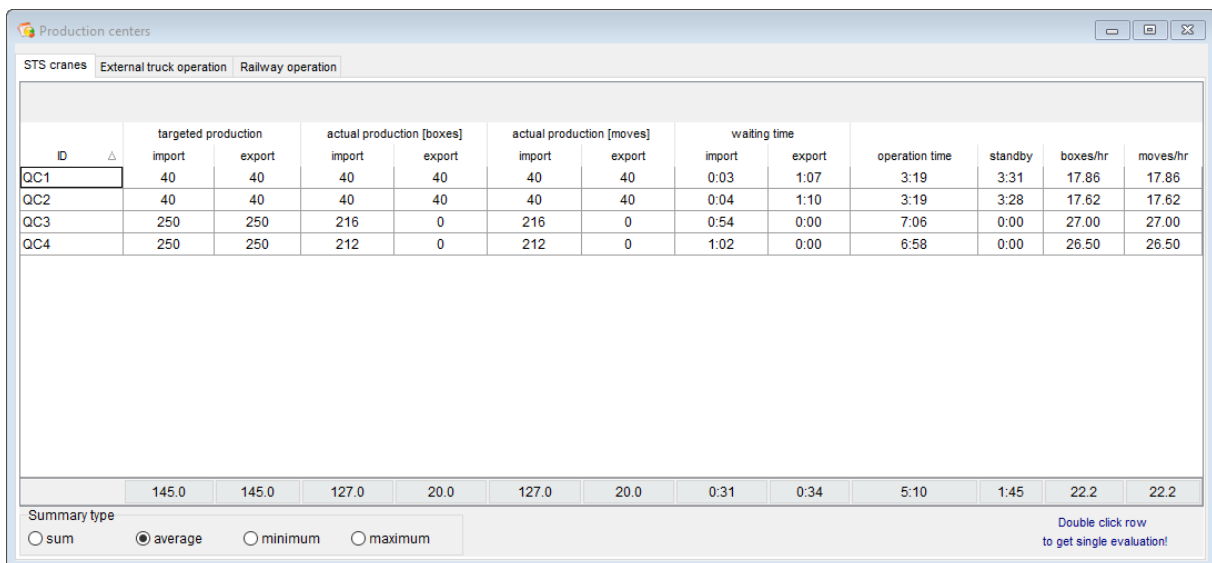 Production centers
STS cranes External truck operation Railway operation
targeted production actual production [boxes] actual production [moves] waiting time
ID import export import export import export import export operation time standby boxes/hr moves/hr
QC1 40 40 40 40 40 40 0:03 1:07 3:19 3:31 17.86 17.86
QC2 40 40 40 40 40 40 0:04 1:10 3:19 3:28 17.62 17.62
QC3 250 250 216 0 216 0 0:54 0:00 7:06 0:00 27.00 27.00
QC4 250 250 212 0 212 0 1:02 0:00 6:58 0:00 26.50 26.50
145.0 145.0 127.0 20.0 127.0 20.0 0:31 0:34 5:10 1:45 22.2 22.2
Summary type
sum average minimum maximum
Double click row
to get single evaluation!